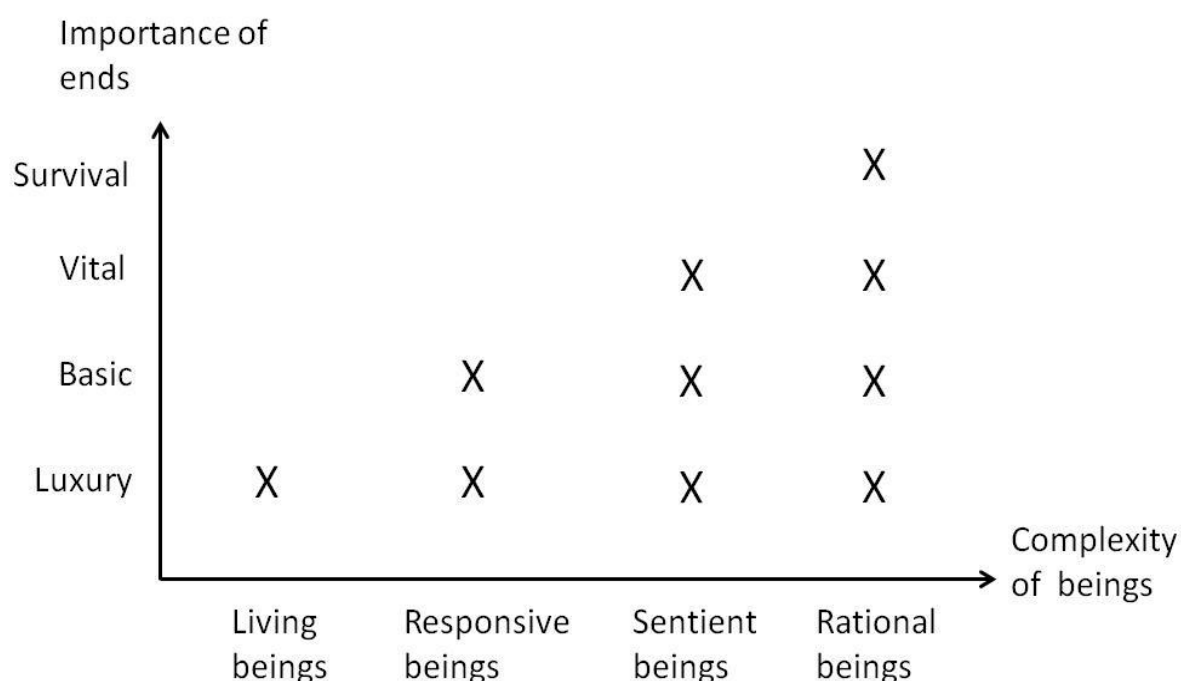 Importance of
ends
Survival X
Vital X X
Basic X X X
Luxury X X X X
Complexity
of beings
Living Responsive Sentient Rational
beings beings beings beings